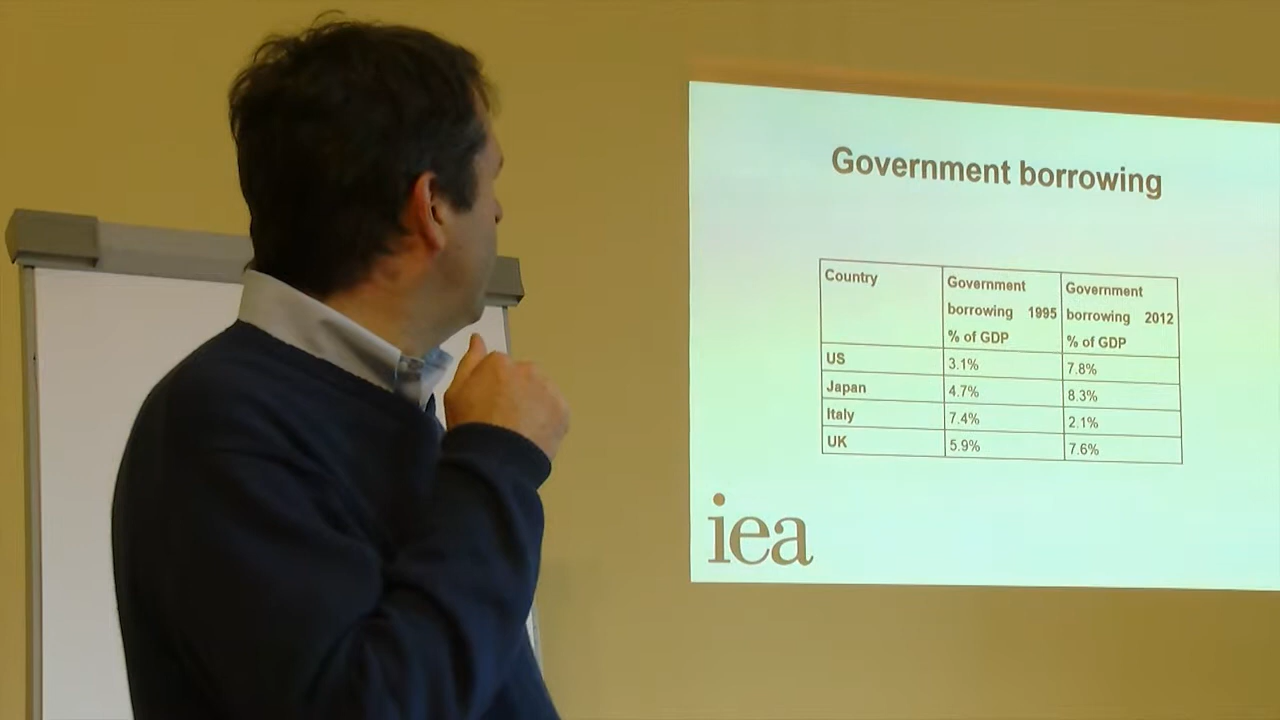 Government borrowing
Country
Government
borrowing 1995
% of GDP
Government
borrowing 2012
% of GDP
US 3.1% 7.8%
Japan 4.7% 8.3%
Italy 7.4% 2.1%
UK 5.9% 7.6%
iea